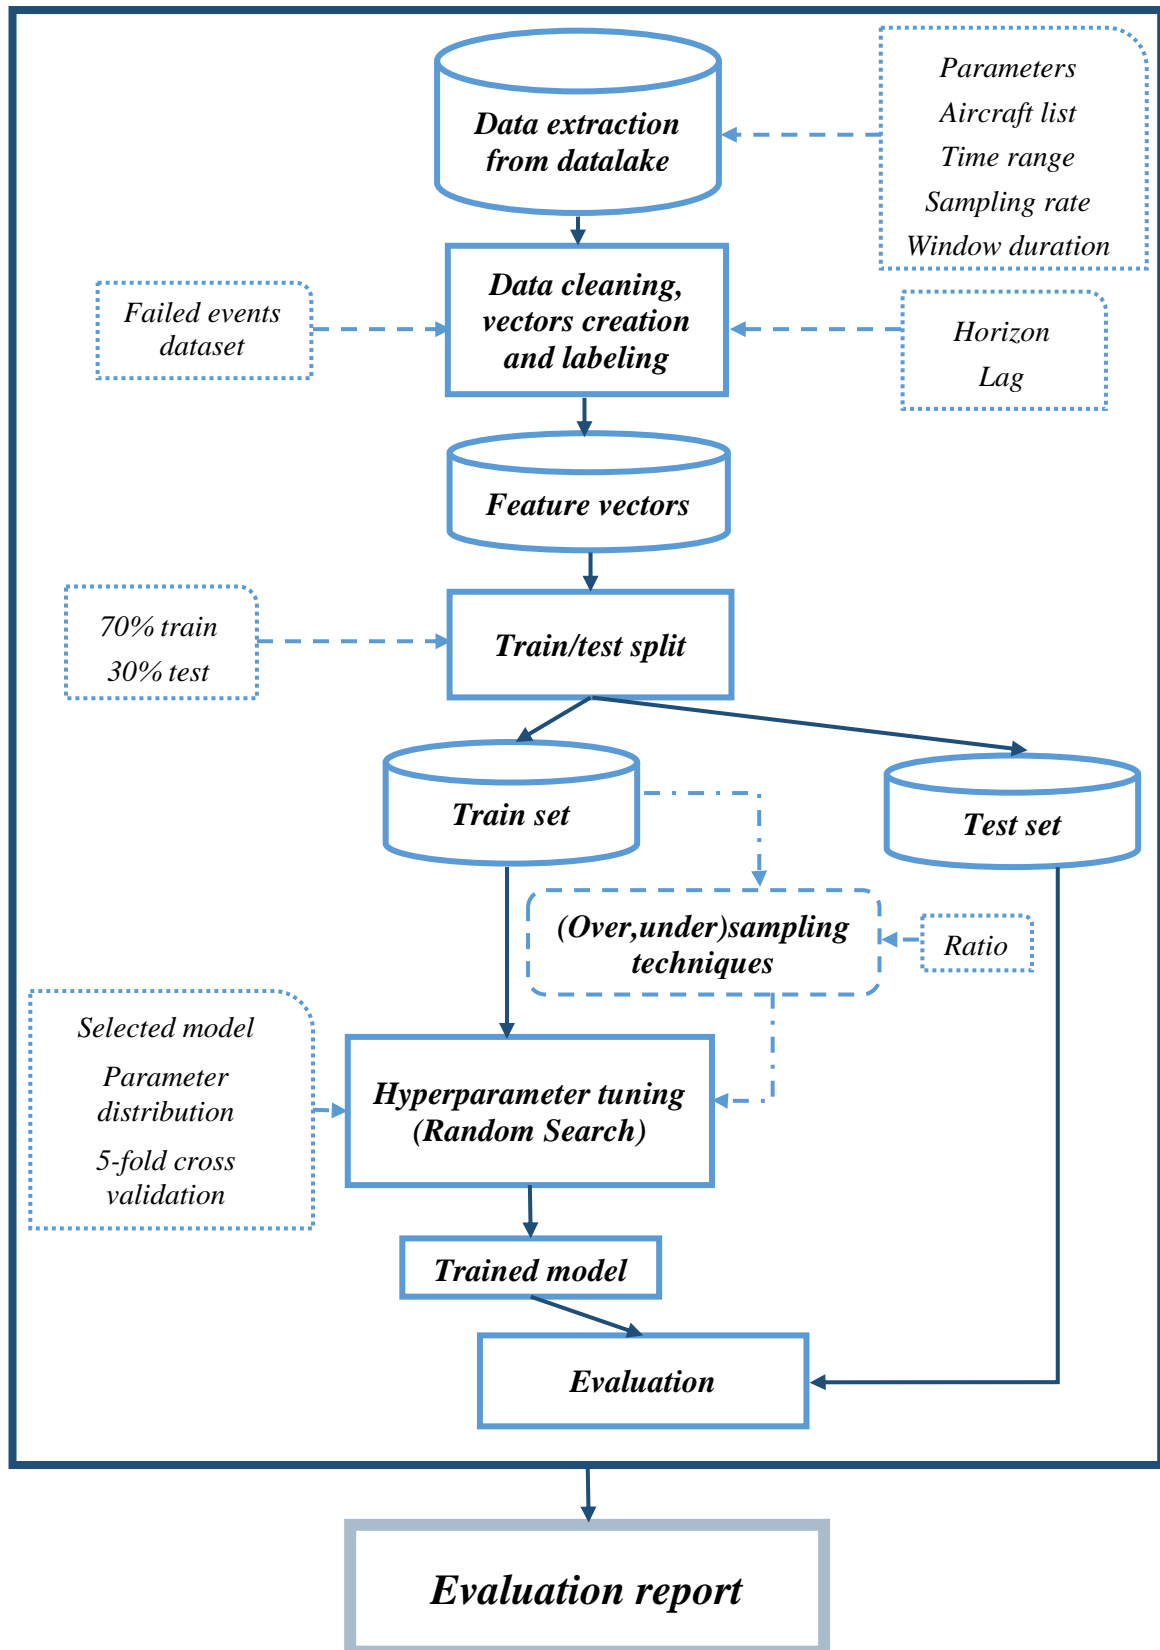 Data extraction
from datalake
Parameters
Aircraft list
Time range
Sampling rate
Window duration
Failed events
dataset
Data cleaning,
vectors creation
and labeling
Horizon
Lag
Feature vectors
70% train
30% test
Train/test split
Train set
Test set
(Over,under)sampling
techniques
Ratio
Selected model
Parameter
distribution
5-fold cross
validation
Hyperparameter tuning
(Random Search)
Trained model
Evaluation
Evaluation report